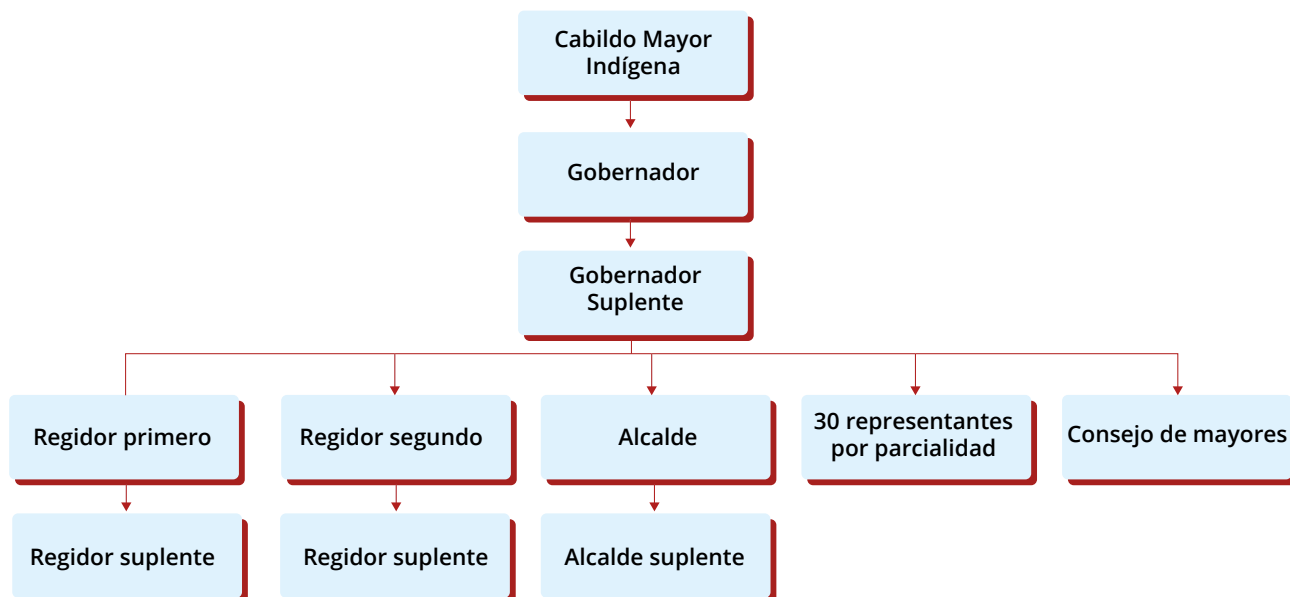 Cabildo Mayor
Indígena
Gobernador
Gobernador
Suplente
Regidor primero
Regidor segundo
Alcalde
30 representantes
por parcialidad
Consejo de mayores
Regidor suplente
Regidor suplente
Alcalde suplente